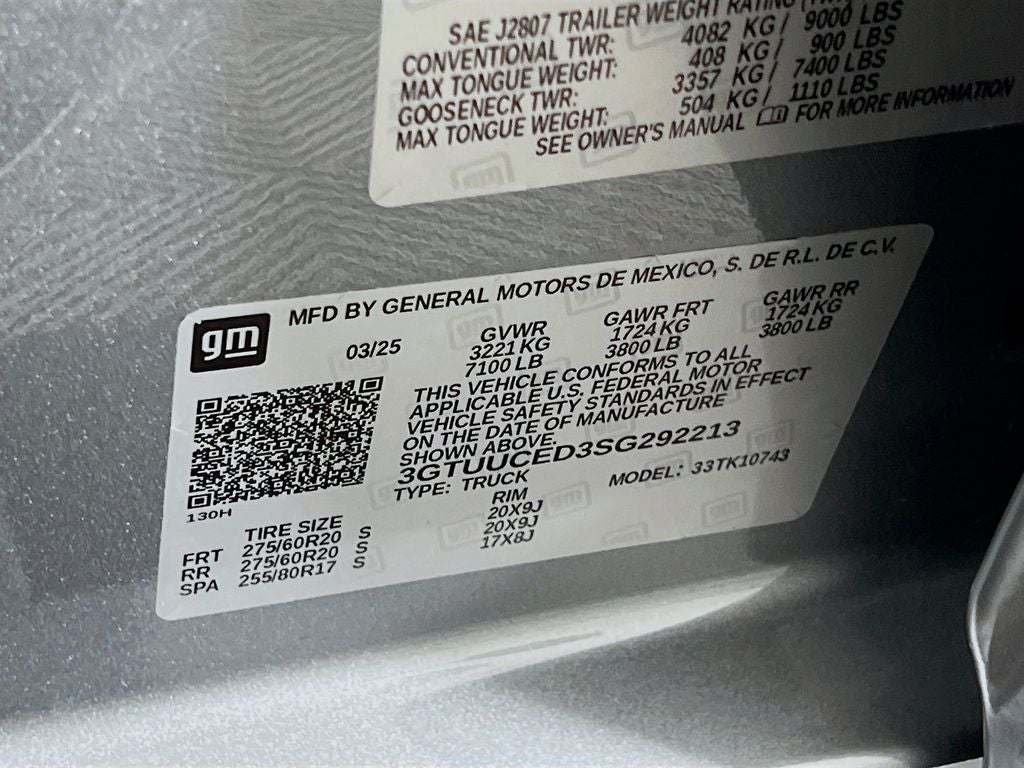 SAE J2807 TRAILER WEIGHT RATING
CONVENTIONAL TWR: 4082 KG / 9000 LBS
MAX TONGUE WEIGHT: 408 KG / 900 LBS
GOOSENECK TWR: 3357 KG / 7400 LBS
MAX TONGUE WEIGHT: 504 KG / 1110 LBS
SEE OWNER'S MANUAL FOR MORE INFORMATION
gm
MFD BY GENERAL MOTORS DE MEXICO, S. DE R.L. DE C.V.
03/25 GVWR GAWR FRT GAWR RR
3221 KG 1724 KG 1724 KG
7100 LB 3800 LB 3800 LB
THIS VEHICLE CONFORMS TO ALL
APPLICABLE U.S. FEDERAL MOTOR
VEHICLE SAFETY STANDARDS IN EFFECT
ON THE DATE OF MANUFACTURE
SHOWN ABOVE.
3GTUUCED3SG292213
TYPE: TRUCK MODEL: 33TK10743
130H
TIRE SIZE RIM
FRT 275/60R20 S 20X9J
RR 275/60R20 S 20X9J
SPA 255/80R17 S 17X8J